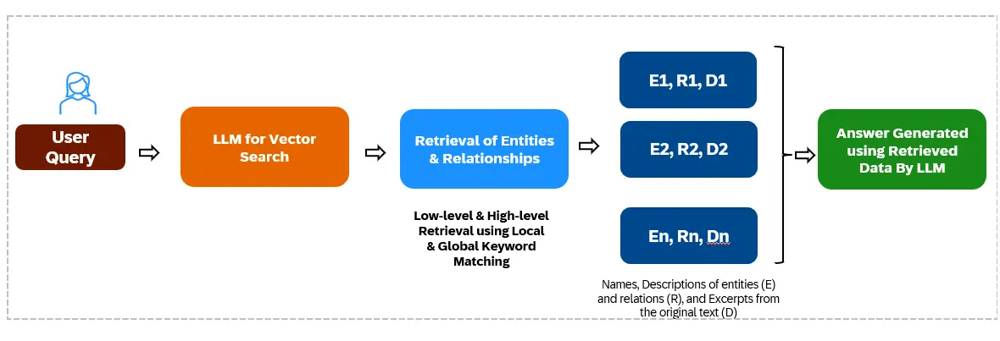 User
Query
LLM for Vector
Search
Retrieval of Entities
& Relationships
Low-level & High-level
Retrieval using Local
& Global Keyword
Matching
E1, R1, D1
E2, R2, D2
En, Rn, Dn
Names, Descriptions of entities (E)
and relations (R), and Excerpts from
the original text (D)
Answer Generated
using Retrieved
Data By LLM